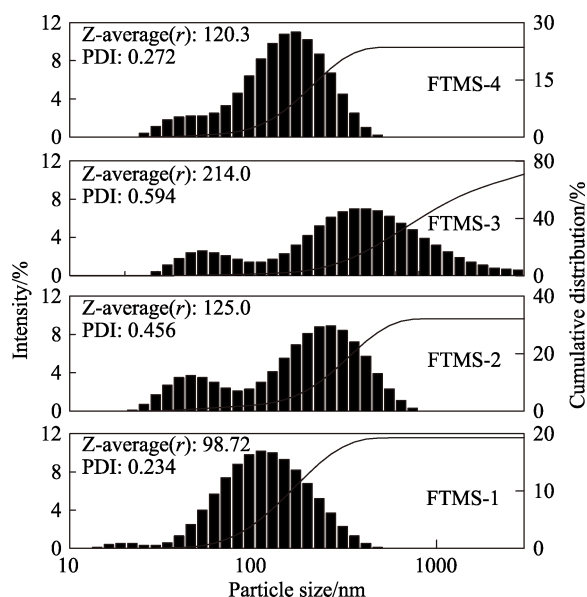 12
8
4
0
Z-average(r): 120.3
PDI: 0.272
FTMS-4
30
15
0
12
8
4
0
Z-average(r): 214.0
PDI: 0.594
FTMS-3
80
40
0
12
8
4
0
Z-average(r): 125.0
PDI: 0.456
FTMS-2
40
20
0
12
8
4
0
Z-average(r): 98.72
PDI: 0.234
FTMS-1
20
10
0
Intensity/%
Cumulative distribution/%
10
100
1000
Particle size/nm